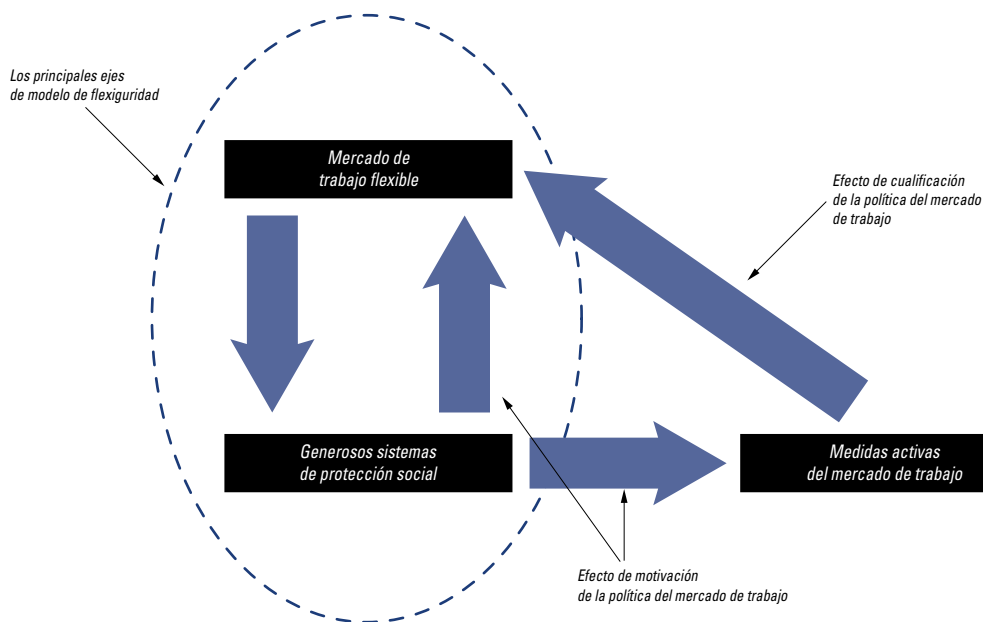 Los principales ejes
de modelo de flexiguridad
Mercado de
trabajo flexible
Efecto de cualificación
de la política del mercado
de trabajo
Generosos sistemas
de protección social
Medidas activas
del mercado de trabajo
Efecto de motivación
de la política del mercado de trabajo